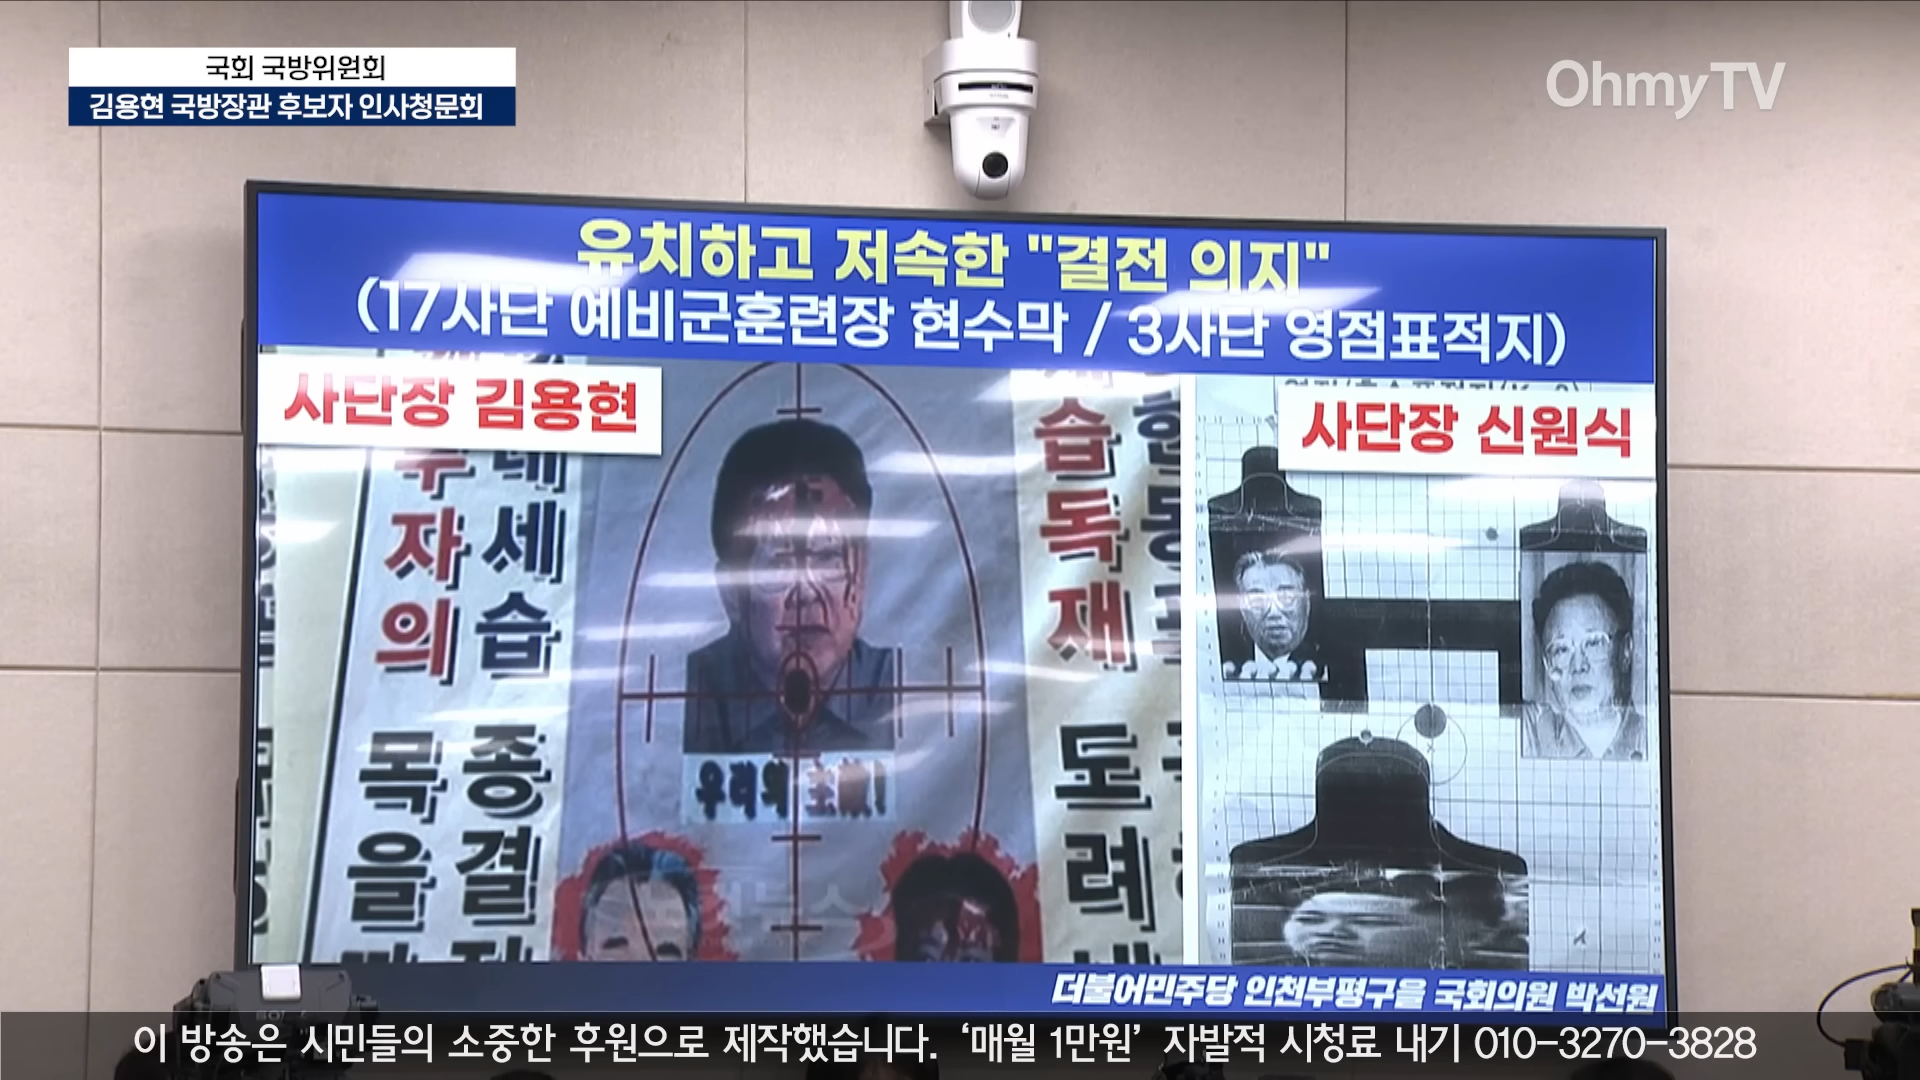 국회 국방위원회
김용현 국방장관 후보자 인사청문회
OhmyTV
유치하고 저속한 "결전 의지"
(17사단 예비군훈련장 현수막 / 3사단 영점표적지)
사단장 김용현
사단장 신원식
자의
목을
세습
종결
우리의 主敵!
습독재
도려
더불어민주당 인천부평구을 국회의원 박선원
이 방송은 시민들의 소중한 후원으로 제작했습니다. ‘매월 1만원’ 자발적 시청료 내기 010-3270-3828